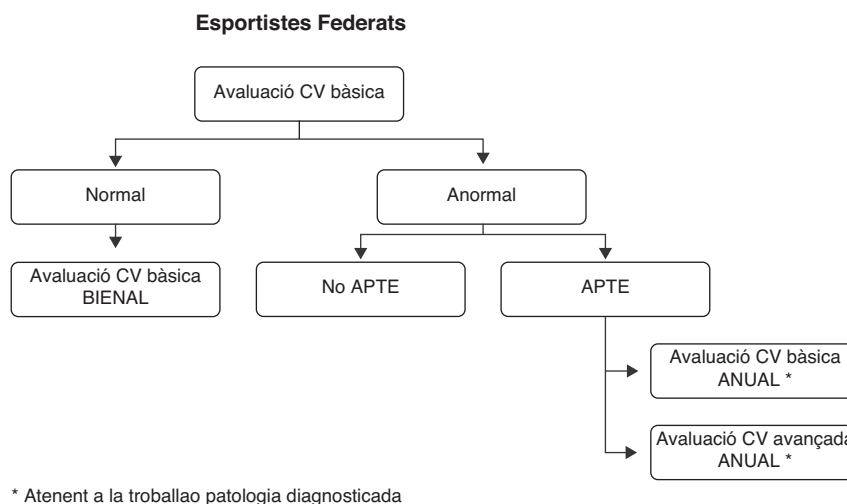 Esportistes Federats
Avaluació CV bàsica
Normal
Anormal
Avaluació CV bàsica
BIENAL
No APTE
APTE
Avaluació CV bàsica
ANUAL *
Avaluació CV avançada
ANUAL *
* Atenent a la troballao patologia diagnosticada